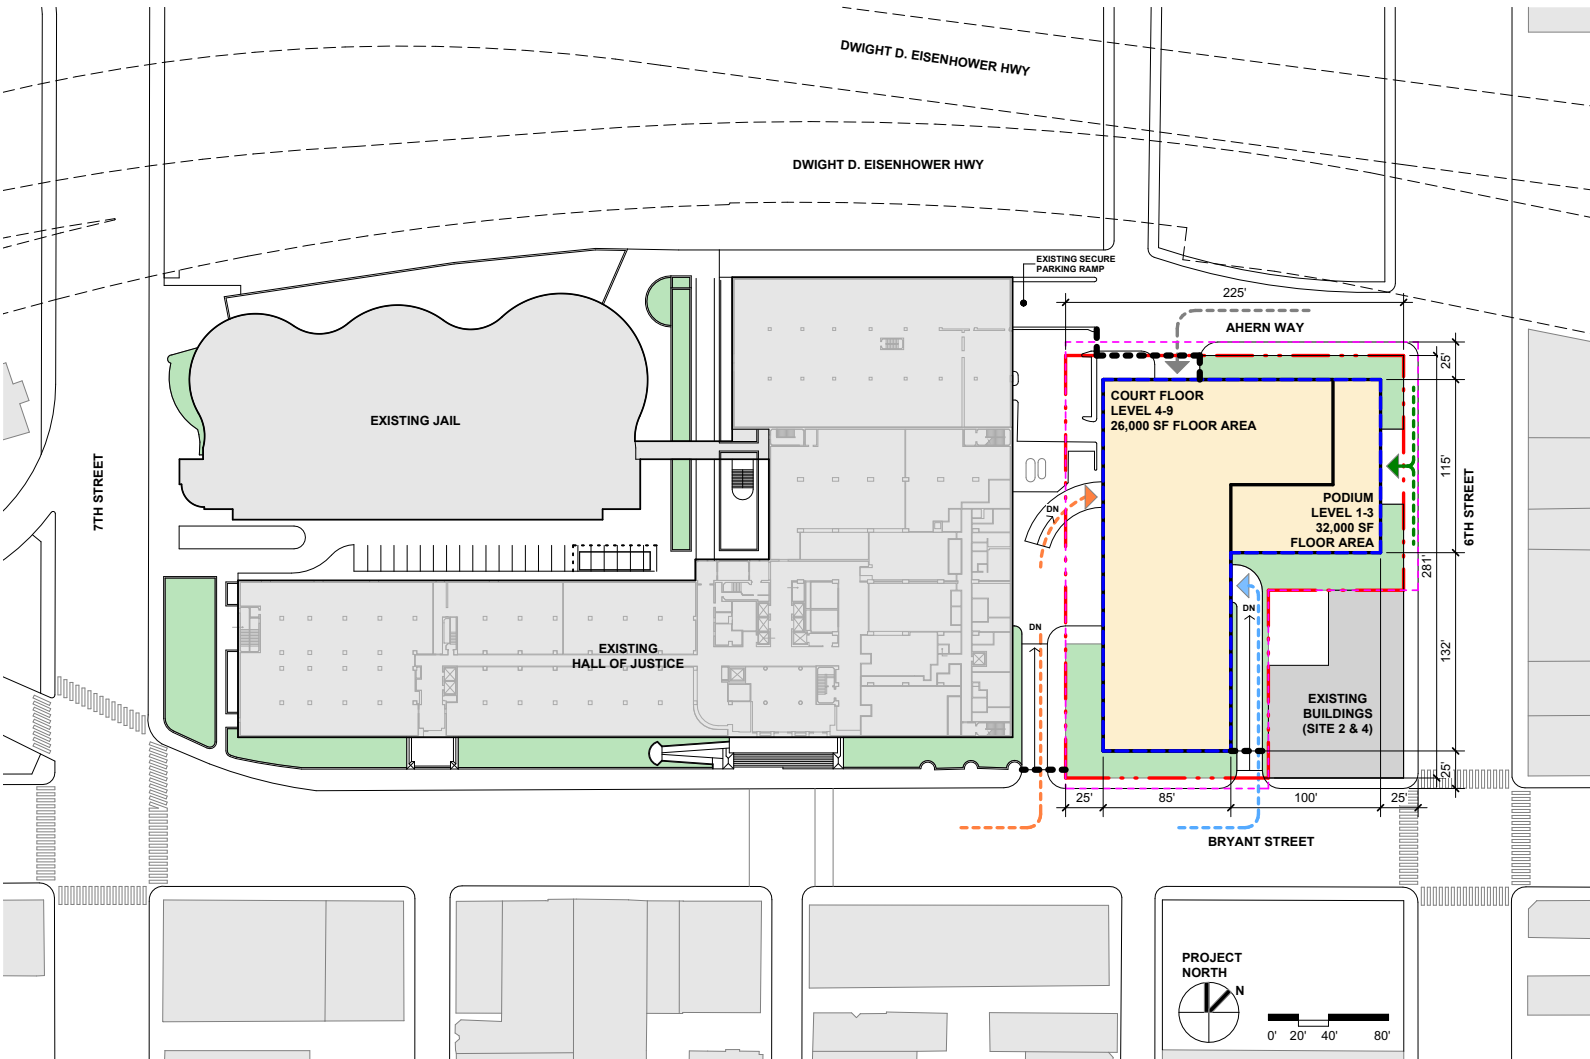 DWIGHT D. EISENHOWER HWY
DWIGHT D. EISENHOWER HWY
EXISTING SECURE
PARKING RAMP
225'
AHERN WAY
25'
COURT FLOOR
LEVEL 4-9
26,000 SF FLOOR AREA
EXISTING JAIL
7TH STREET
115'
6TH STREET
PODIUM
LEVEL 1-3
32,000 SF
FLOOR AREA
DN
281'
DN
DN
132'
EXISTING
HALL OF JUSTICE
EXISTING
BUILDINGS
(SITE 2 & 4)
25'
25'
85'
100'
25'
BRYANT STREET
PROJECT
NORTH
N
0'
20'
40'
80'